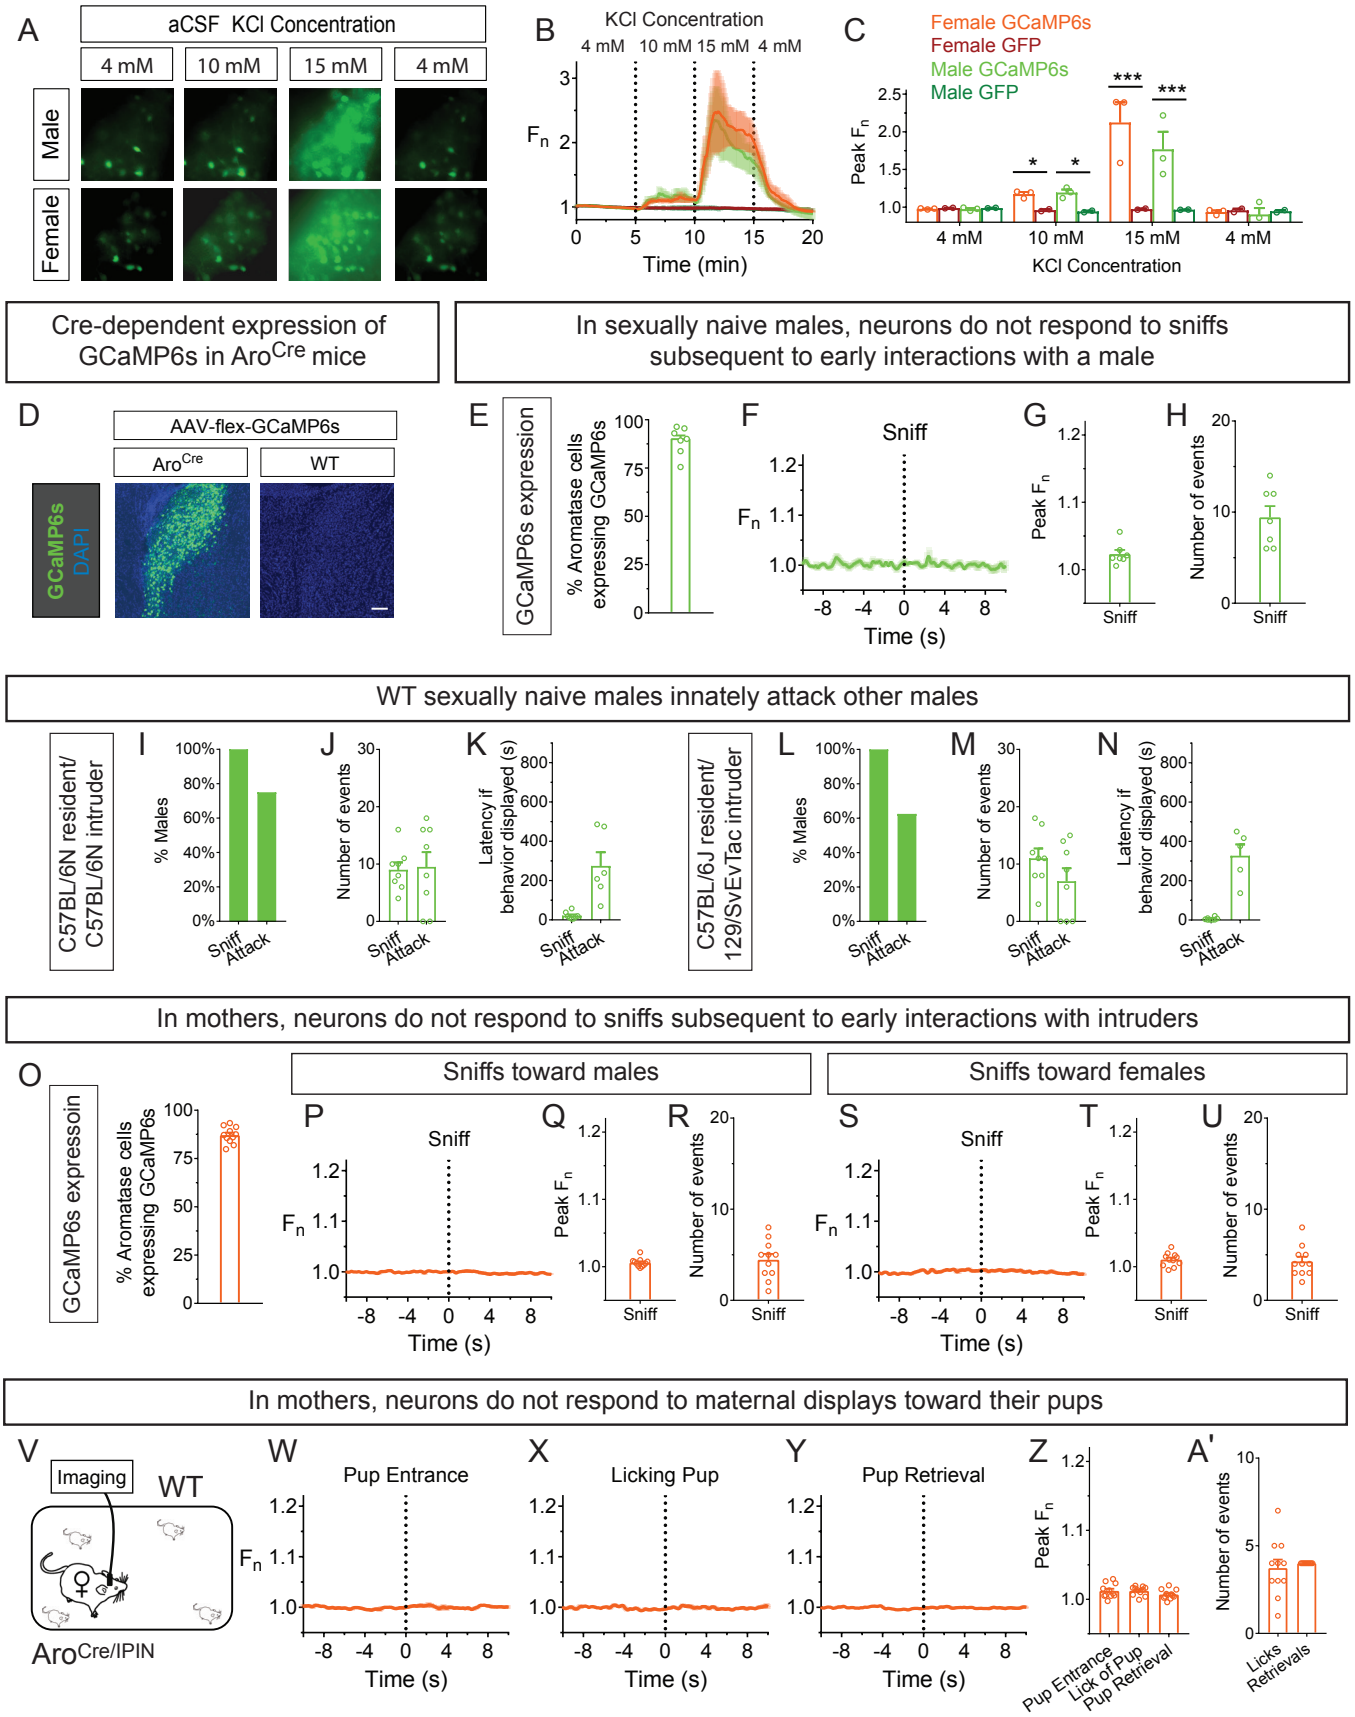 A
aCSF KCl Concentration
4 mM
10 mM
15 mM
4 mM
Male
Female
B
KCl Concentration
4 mM 10 mM 15 mM 4 mM
Fn
3
2
1
0 5 10 15 20
Time (min)
C
Female GCaMP6s
Female GFP
Male GCaMP6s
Male GFP
Peak Fn
2.5
2.0
1.5
1.0
* * *** ***
4 mM 10 mM 15 mM 4 mM
KCl Concentration
Cre-dependent expression of
GCaMP6s in AroCre mice
In sexually naive males, neurons do not respond to sniffs
subsequent to early interactions with a male
D
AAV-flex-GCaMP6s
AroCre
WT
GCaMP6s
DAPI
E
GCaMP6s expression
% Aromatase cells
expressing GCaMP6s
100
75
50
25
0
F
Sniff
Fn
1.2
1.1
1.0
-8 -4 0 4 8
Time (s)
G
Peak Fn
1.2
1.1
1.0
Sniff
H
Number of events
20
10
0
Sniff
WT sexually naive males innately attack other males
C57BL/6N resident/
C57BL/6N intruder
I
% Males
100%
80%
60%
40%
20%
0%
Sniff
Attack
J
Number of events
30
20
10
0
Sniff
Attack
K
Latency if
behavior displayed (s)
800
600
400
200
0
Sniff
Attack
C57BL/6J resident/
129/SvEvTac intruder
L
% Males
100%
80%
60%
40%
20%
0%
Sniff
Attack
M
Number of events
30
20
10
0
Sniff
Attack
N
Latency if
behavior displayed (s)
800
600
400
200
0
Sniff
Attack
In mothers, neurons do not respond to sniffs subsequent to early interactions with intruders
O
GCaMP6s expressoin
% Aromatase cells
expressing GCaMP6s
100
75
50
25
0
Sniffs toward males
P
Sniff
Fn
1.2
1.1
1.0
-8 -4 0 4 8
Time (s)
Q
Peak Fn
1.2
1.1
1.0
Sniff
R
Number of events
20
10
0
Sniff
Sniffs toward females
S
Sniff
Fn
1.2
1.1
1.0
-8 -4 0 4 8
Time (s)
T
Peak Fn
1.2
1.1
1.0
Sniff
U
Number of events
20
10
0
Sniff
In mothers, neurons do not respond to maternal displays toward their pups
V
Imaging
WT
♀
AroCre/IPIN
W
Pup Entrance
Fn
1.2
1.1
1.0
-8 -4 0 4 8
Time (s)
X
Licking Pup
1.2
1.1
1.0
-8 -4 0 4 8
Time (s)
Y
Pup Retrieval
1.2
1.1
1.0
-8 -4 0 4 8
Time (s)
Z
Peak Fn
1.2
1.1
1.0
Pup Entrance
Lick of Pup
Pup Retrieval
A'
Number of events
10
5
0
Licks
Retrievals